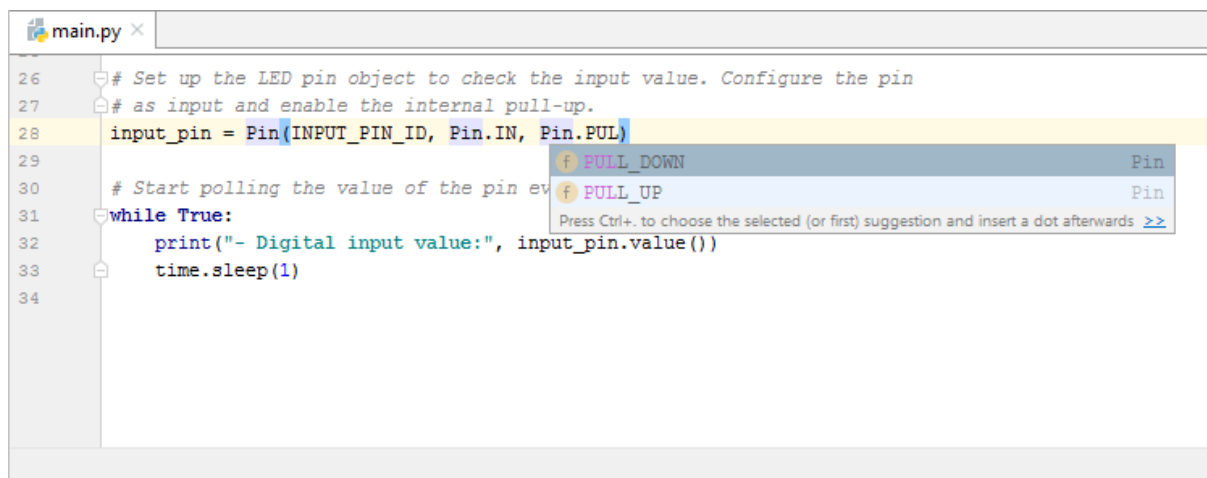 main.py
26 # Set up the LED pin object to check the input value. Configure the pin
27 # as input and enable the internal pull-up.
28 input_pin = Pin(INPUT_PIN_ID, Pin.IN, Pin.PUL)
29 f PULL_DOWN Pin
30 # Start polling the value of the pin ev f PULL_UP Pin
31 while True: Press Ctrl+. to choose the selected (or first) suggestion and insert a dot afterwards >>
32 print("- Digital input value:", input_pin.value())
33 time.sleep(1)
34